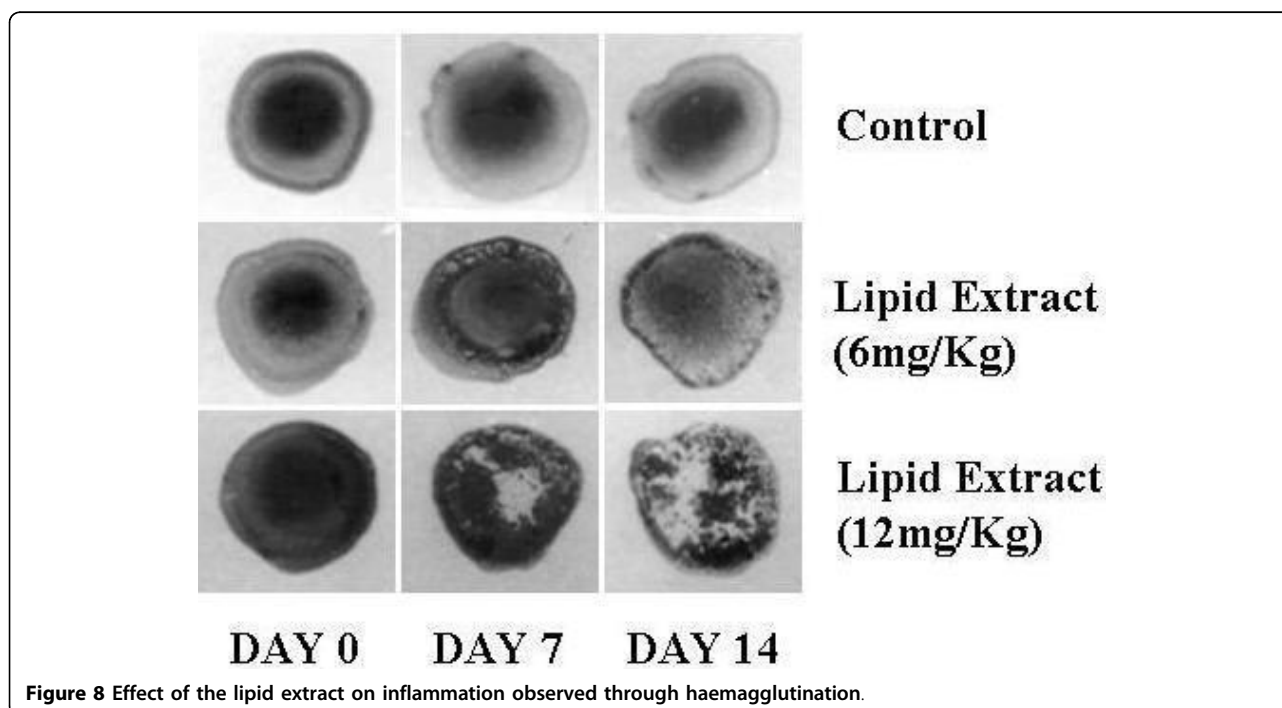 Control
Lipid Extract
(6mg/Kg)
Lipid Extract
(12mg/Kg)
DAY 0 DAY 7 DAY 14
Figure 8 Effect of the lipid extract on inflammation observed through haemagglutination.